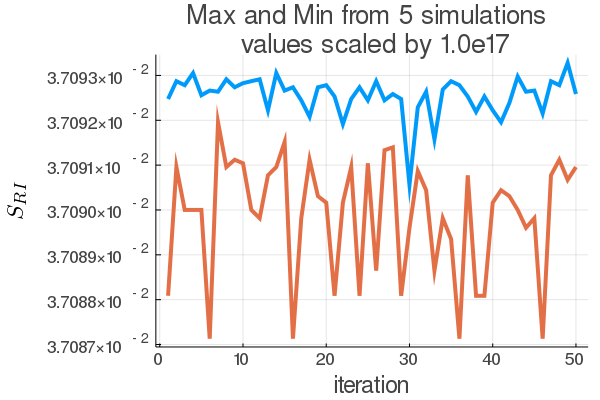 Max and Min from 5 simulations
values scaled by 1.0e17
3.7093×10 - 2
3.7092×10 - 2
3.7091×10 - 2
3.7090×10 - 2
3.7089×10 - 2
3.7088×10 - 2
3.7087×10 - 2
S_RI
0 10 20 30 40 50
iteration